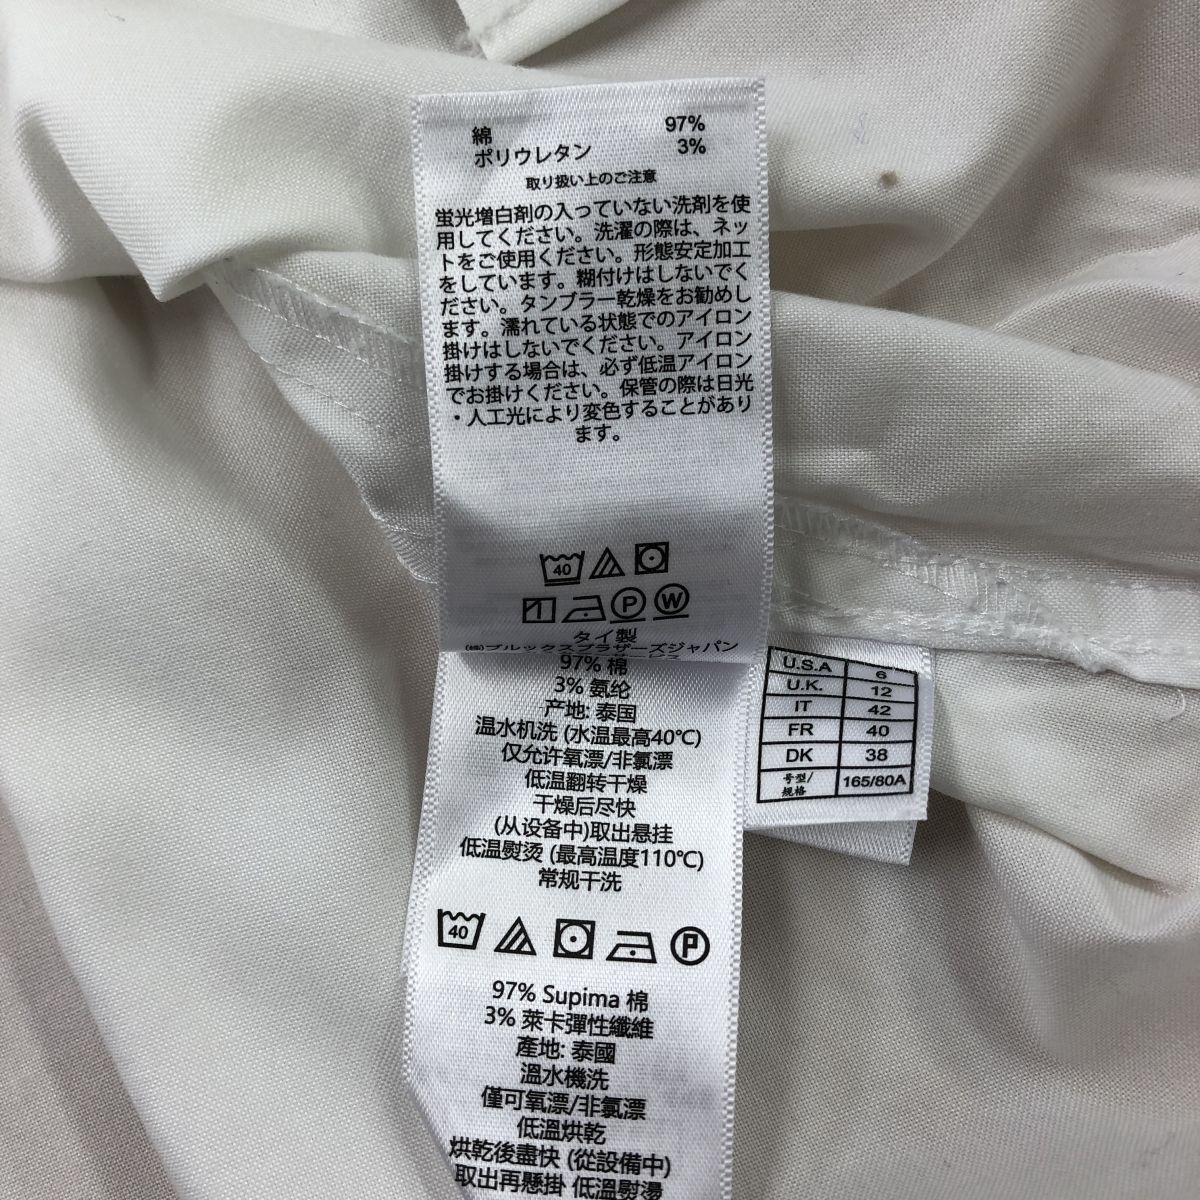 綿 97%
ポリウレタン 3%
取り扱い上のご注意
蛍光増白剤の入っていない洗剤を使
用してください。洗濯の際は、ネッ
トをご使用ください。形態安定加工
をしています。糊付けはしないでく
ださい。タンブラー乾燥をお勧めし
ます。濡れている状態でのアイロン
掛けはしないでください。アイロン
掛けする場合は、必ず低温アイロン
でお掛けください。保管の際は日光
・人工光により変色することがあり
ます。
40
P W
タイ製
(株)ブルックスブラザーズジャパン
97% 棉
3% 氨纶
产地: 泰国
温水机洗 (水温最高40℃)
仅允许氧漂/非氯漂
低温翻转干燥
干燥后尽快
(从设备中)取出悬挂
低温熨烫 (最高温度110℃)
常规干洗
40 P
97% Supima 棉
3% 萊卡彈性纖維
產地: 泰國
溫水機洗
僅可氧漂/非氯漂
低溫烘乾
烘乾後盡快 (從設備中)
取出再懸掛 低溫熨燙
U.S.A 6
U.K. 12
IT 42
FR 40
DK 38
号型/
规格 165/80A